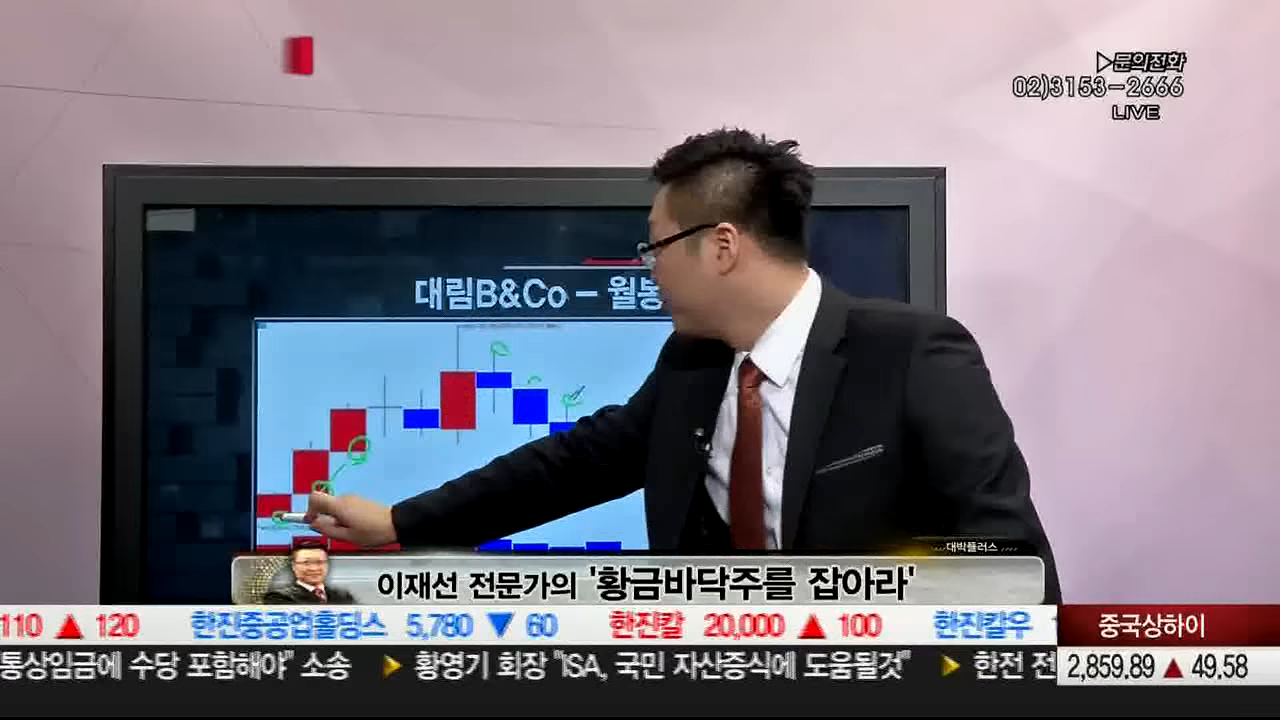 ▷문의전화
02)3153-2666
LIVE
대림B&Co - 월봉
대박플러스
이재선 전문가의 '황금바닥주를 잡아라'
110 ▲ 120 한진중공업홀딩스 5,780 ▼ 60 한진칼 20,000 ▲ 100 한진칼우
중국상하이
통상임금에 수당 포함해야" 소송 ▶ 황영기 회장 "ISA, 국민 자산증식에 도움될것" ▶ 한전 전
2,859.89 ▲ 49.58